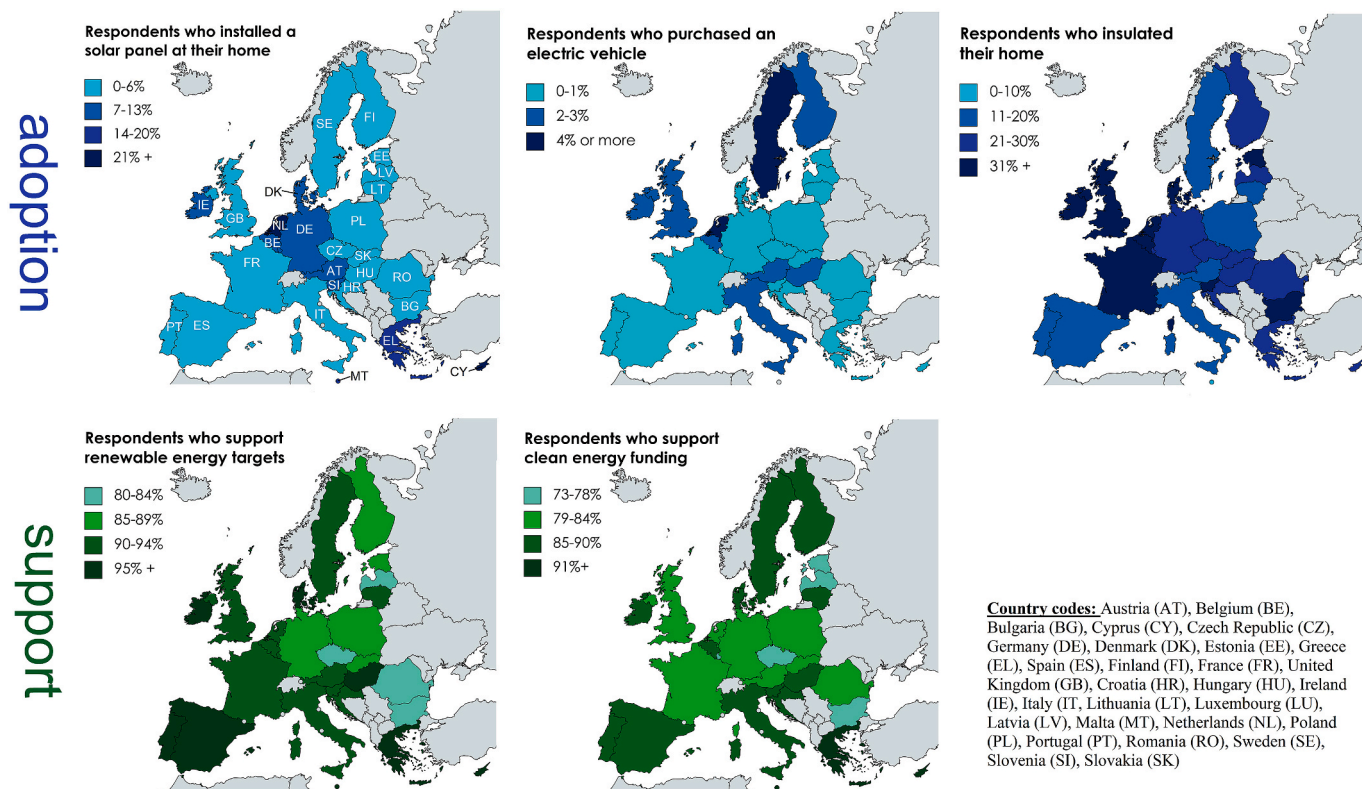 adoption
Respondents who installed a
solar panel at their home
0-6%
7-13%
14-20%
21% +
SE
FI
EE
LV
LT
DK
IE
GB
NL
BE
DE
PL
CZ
SK
FR
AT
HU
RO
SI
HR
IT
BG
PT
ES
EL
MT
CY
Respondents who purchased an
electric vehicle
0-1%
2-3%
4% or more
Respondents who insulated
their home
0-10%
11-20%
21-30%
31% +
support
Respondents who support
renewable energy targets
80-84%
85-89%
90-94%
95% +
Respondents who support
clean energy funding
73-78%
79-84%
85-90%
91%+
Country codes: Austria (AT), Belgium (BE),
Bulgaria (BG), Cyprus (CY), Czech Republic (CZ),
Germany (DE), Denmark (DK), Estonia (EE), Greece
(EL), Spain (ES), Finland (FI), France (FR), United
Kingdom (GB), Croatia (HR), Hungary (HU), Ireland
(IE), Italy (IT, Lithuania (LT), Luxembourg (LU),
Latvia (LV), Malta (MT), Netherlands (NL), Poland
(PL), Portugal (PT), Romania (RO), Sweden (SE),
Slovenia (SI), Slovakia (SK)